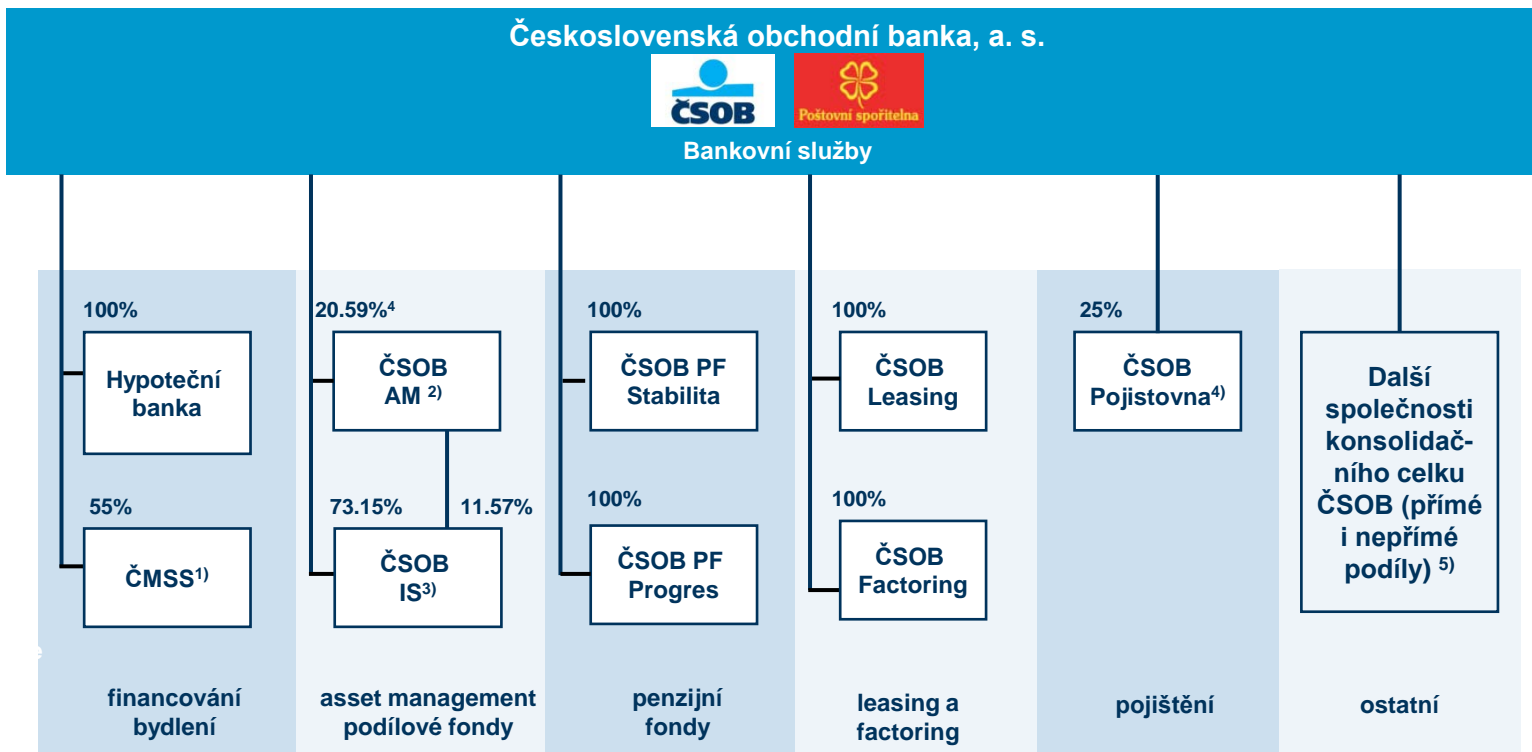 Československá obchodní banka, a. s.
ČSOB
Poštovní spořitelna
Bankovní služby
100%
Hypoteční
banka
55%
ČMSS1)
financování
bydlení
20.59%4
ČSOB
AM 2)
73.15%
11.57%
ČSOB
IS3)
asset management
podílové fondy
100%
ČSOB PF
Stabilita
100%
ČSOB PF
Progres
penzijní
fondy
100%
ČSOB
Leasing
100%
ČSOB
Factoring
leasing a
factoring
25%
ČSOB
Pojistovna4)
pojištění
Další
společnosti
konsolidač-
ního celku
ČSOB (přímé
i nepřímé
podíly) 5)
ostatní